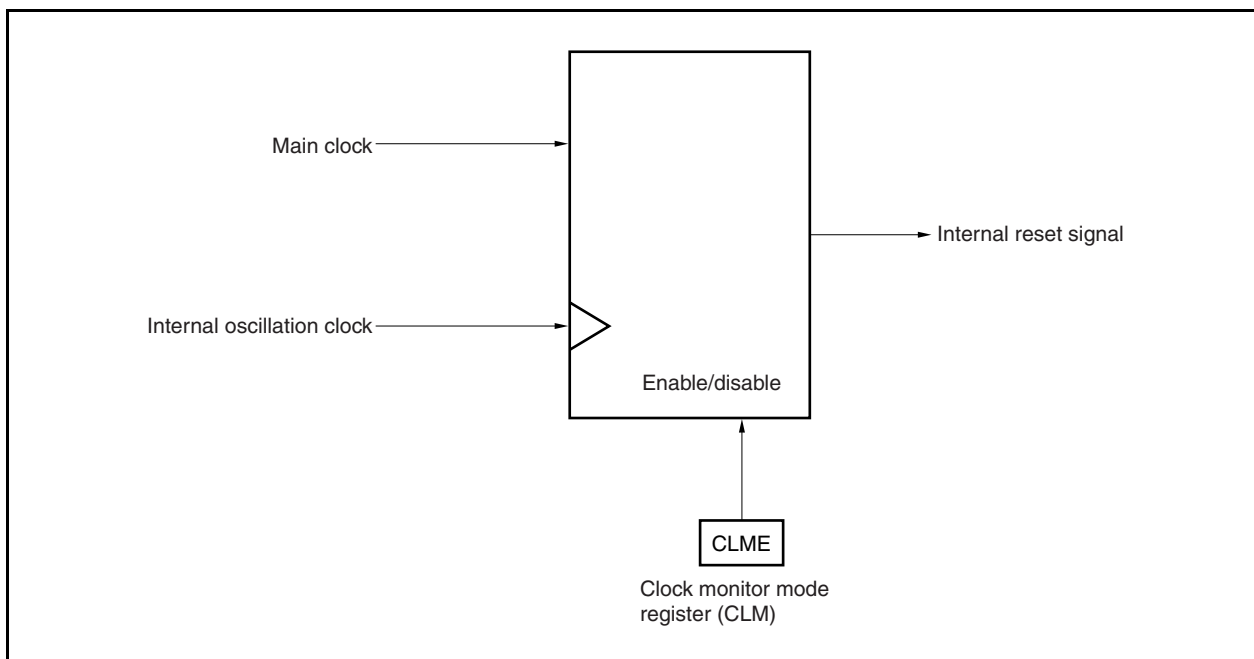 Main clock
Internal reset signal
Internal oscillation clock
Enable/disable
CLME
Clock monitor mode
register (CLM)